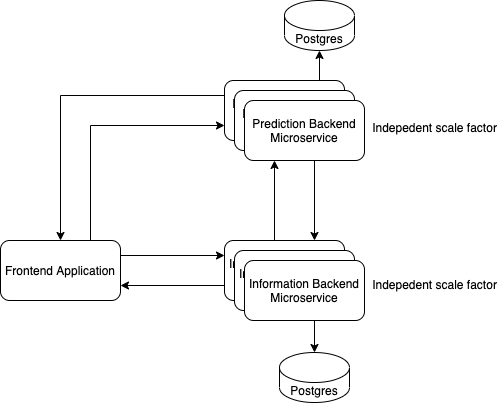 Postgres
Prediction Backend
Microservice
Indepedent scale factor
Frontend Application
Information Backend
Microservice
Indepedent scale factor
Postgres